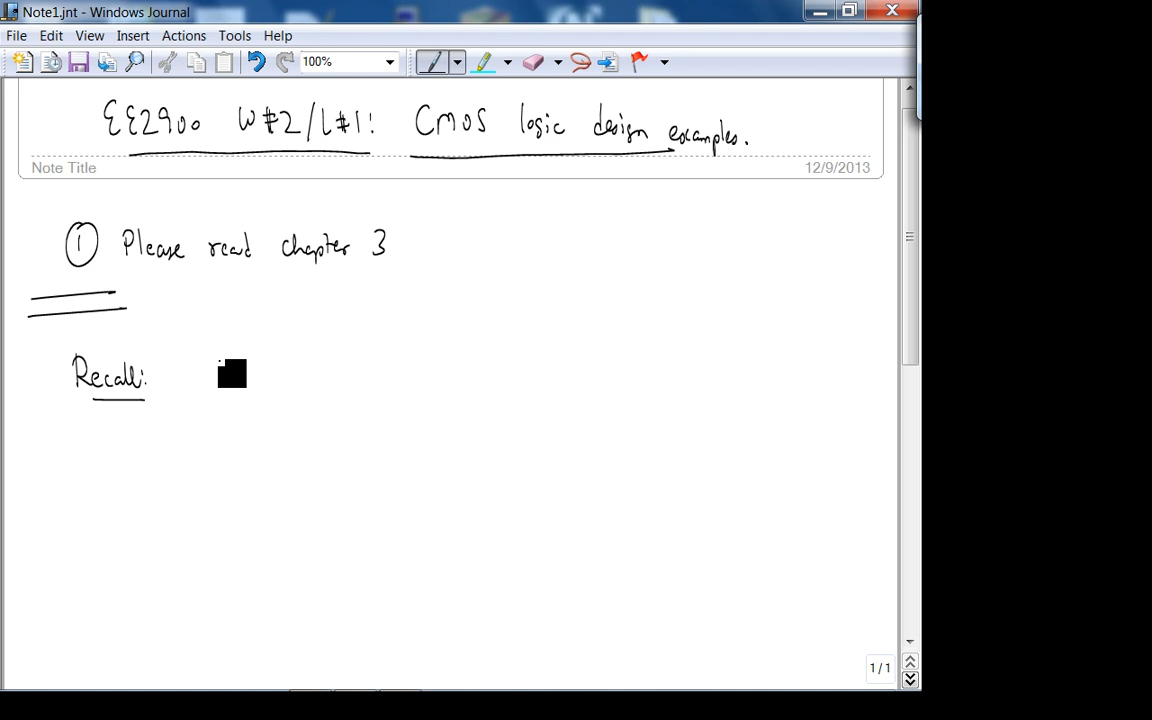 Note1.jnt - Windows Journal
File Edit View Insert Actions Tools Help
100%
EE2900 W#2/L#1: CMOS logic design examples.
Note Title 12/9/2013
① Please read chapter 3
Recall:
1 / 1